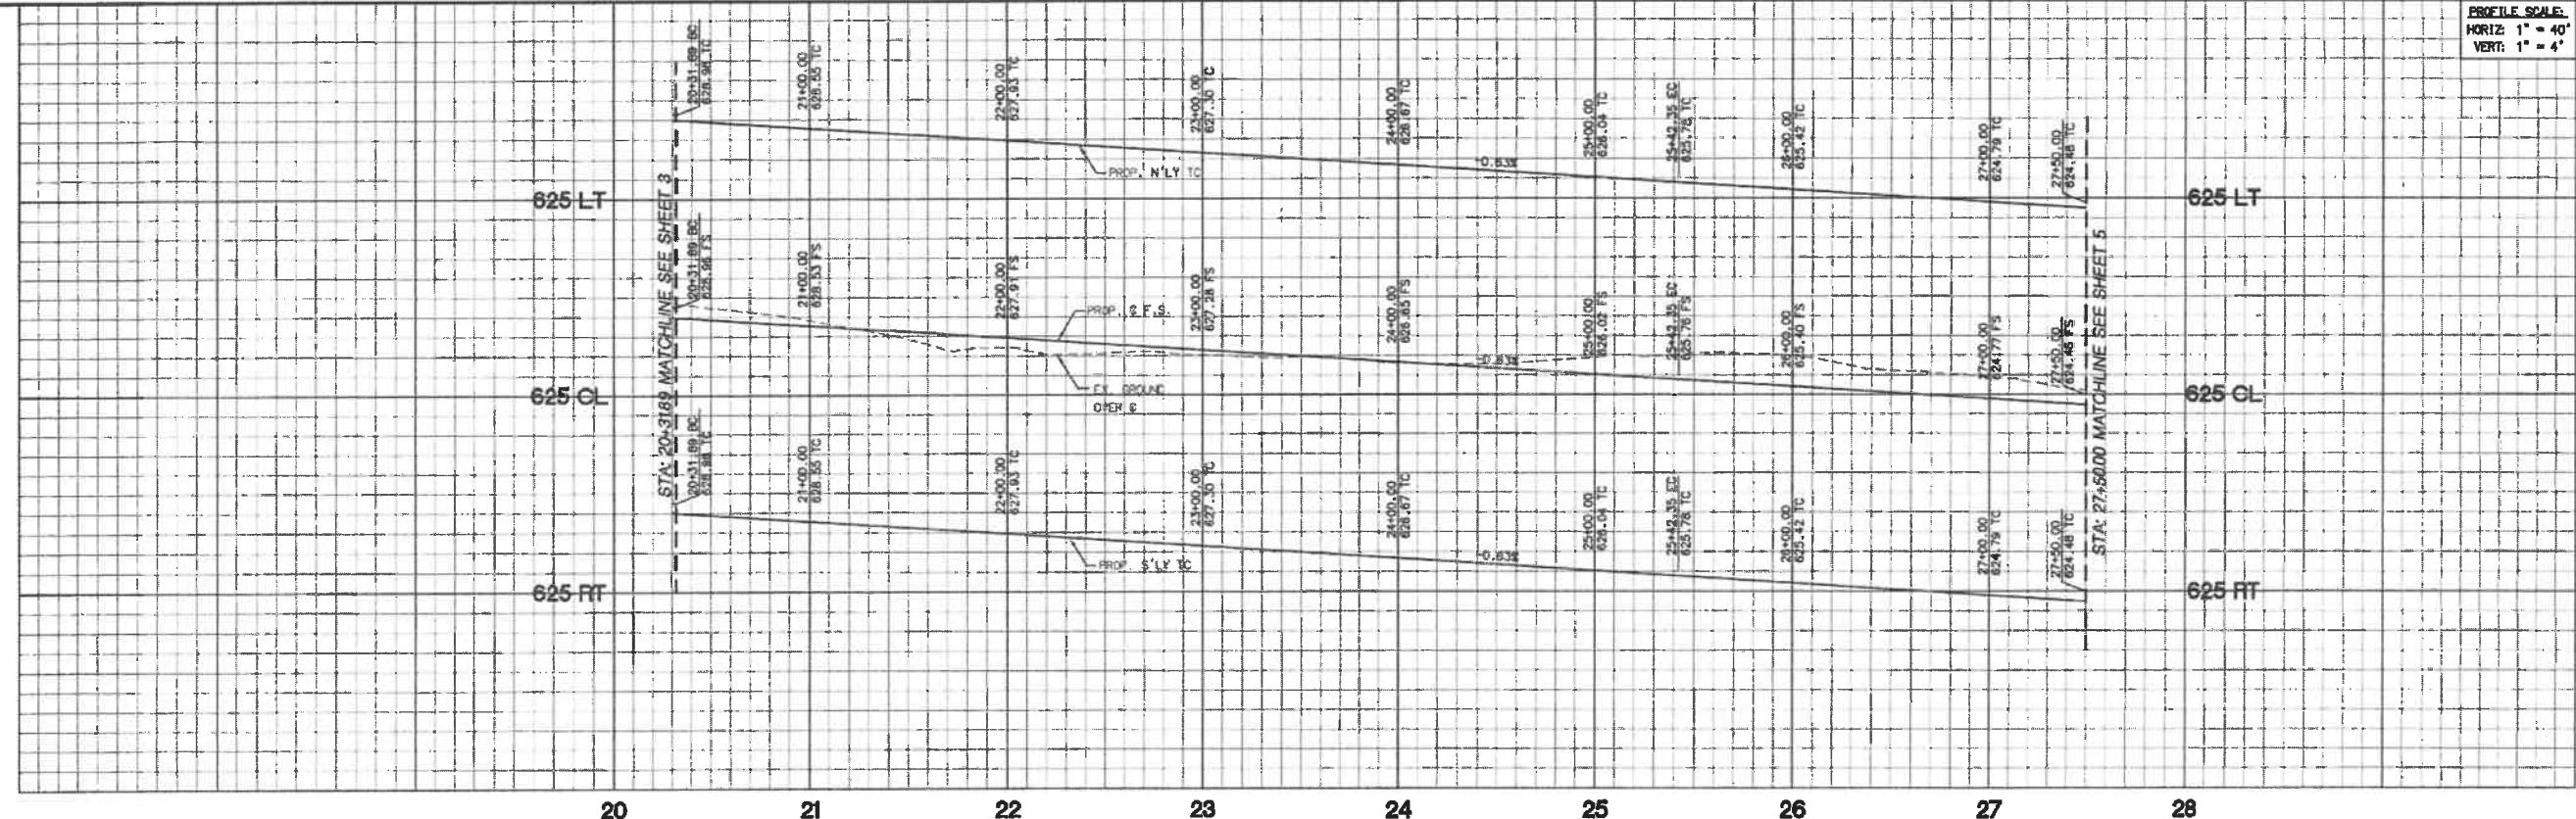 PROFILE SCALE:
HORIZ: 1" = 40'
VERT: 1" = 4'
20+31.89 BC
628.98 TC
21+00.00
628.55 TC
22+00.00
627.93 TC
23+00.00
627.30 TC
24+00.00
626.67 TC
25+00.00
626.04 TC
25+42.35 EC
625.78 TC
26+00.00
625.42 TC
27+00.00
624.79 TC
27+50.00
624.48 TC
-0.63%
PROP. N'LY TC
625 LT
625 LT
STA: 20+31.89 MATCHLINE SEE SHEET 3
20+31.89 BC
628.96 FS
21+00.00
628.53 FS
22+00.00
627.91 FS
23+00.00
627.28 FS
24+00.00
626.65 FS
25+00.00
626.02 FS
25+42.35 EC
625.76 FS
26+00.00
625.40 FS
27+00.00
624.77 FS
27+50.00
624.46 FS
STA: 27+50.00 MATCHLINE SEE SHEET 5
PROP. ℄ F.S.
-0.63%
EX. GROUND
OVER ℄
625 CL
625 CL
20+31.89 BC
628.98 TC
21+00.00
628.55 TC
22+00.00
627.93 TC
23+00.00
627.30 TC
24+00.00
626.67 TC
25+00.00
626.04 TC
25+42.35 EC
625.78 TC
26+00.00
625.42 TC
27+00.00
624.79 TC
27+50.00
624.48 TC
-0.63%
PROP. S'LY TC
625 RT
625 RT
20 21 22 23 24 25 26 27 28